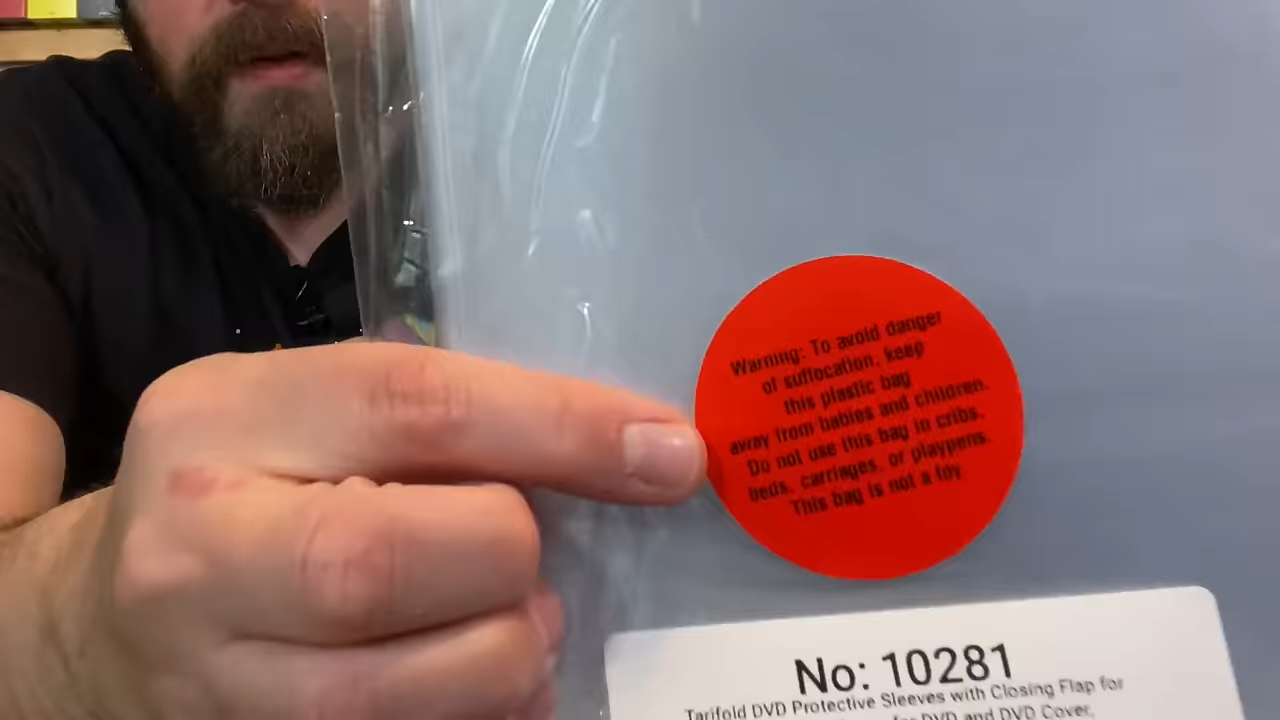 Warning: To avoid danger
of suffocation, keep
this plastic bag
away from babies and children.
Do not use this bag in cribs,
beds, carriages, or playpens.
This bag is not a toy
No: 10281
Tarifold DVD Protective Sleeves with Closing Flap for
for DVD and DVD Cover,